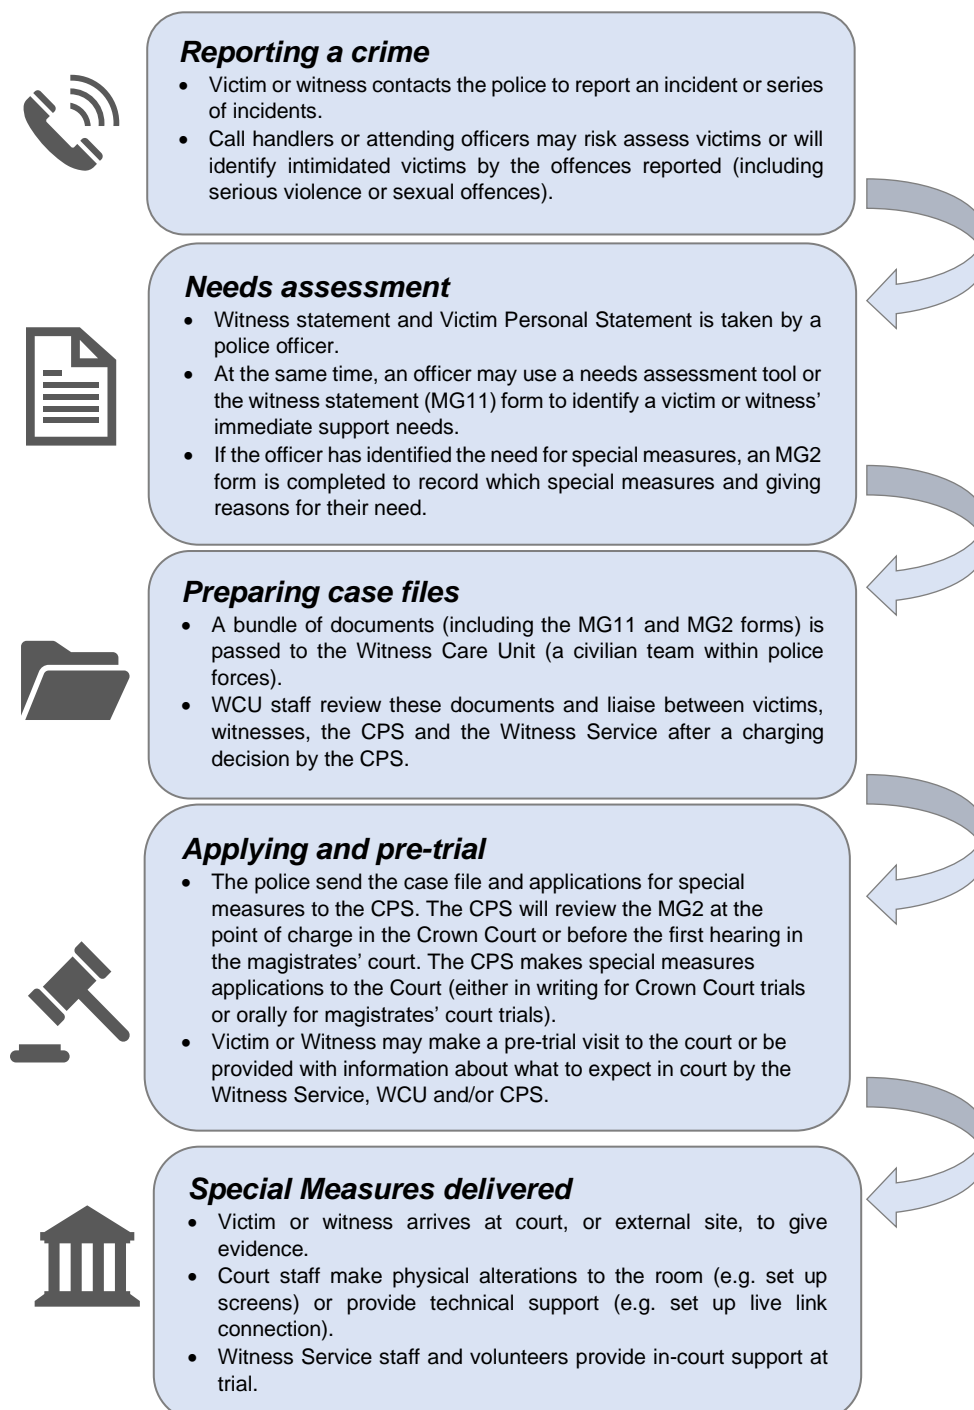 Reporting a crime
• Victim or witness contacts the police to report an incident or series
of incidents.
• Call handlers or attending officers may risk assess victims or will
identify intimidated victims by the offences reported (including
serious violence or sexual offences).
Needs assessment
• Witness statement and Victim Personal Statement is taken by a
police officer.
• At the same time, an officer may use a needs assessment tool or
the witness statement (MG11) form to identify a victim or witness’
immediate support needs.
• If the officer has identified the need for special measures, an MG2
form is completed to record which special measures and giving
reasons for their need.
Preparing case files
• A bundle of documents (including the MG11 and MG2 forms) is
passed to the Witness Care Unit (a civilian team within police
forces).
• WCU staff review these documents and liaise between victims,
witnesses, the CPS and the Witness Service after a charging
decision by the CPS.
Applying and pre-trial
• The police send the case file and applications for special
measures to the CPS. The CPS will review the MG2 at the
point of charge in the Crown Court or before the first hearing in
the magistrates’ court. The CPS makes special measures
applications to the Court (either in writing for Crown Court trials
or orally for magistrates’ court trials).
• Victim or Witness may make a pre-trial visit to the court or be
provided with information about what to expect in court by the
Witness Service, WCU and/or CPS.
Special Measures delivered
• Victim or witness arrives at court, or external site, to give
evidence.
• Court staff make physical alterations to the room (e.g. set up
screens) or provide technical support (e.g. set up live link
connection).
• Witness Service staff and volunteers provide in-court support at
trial.